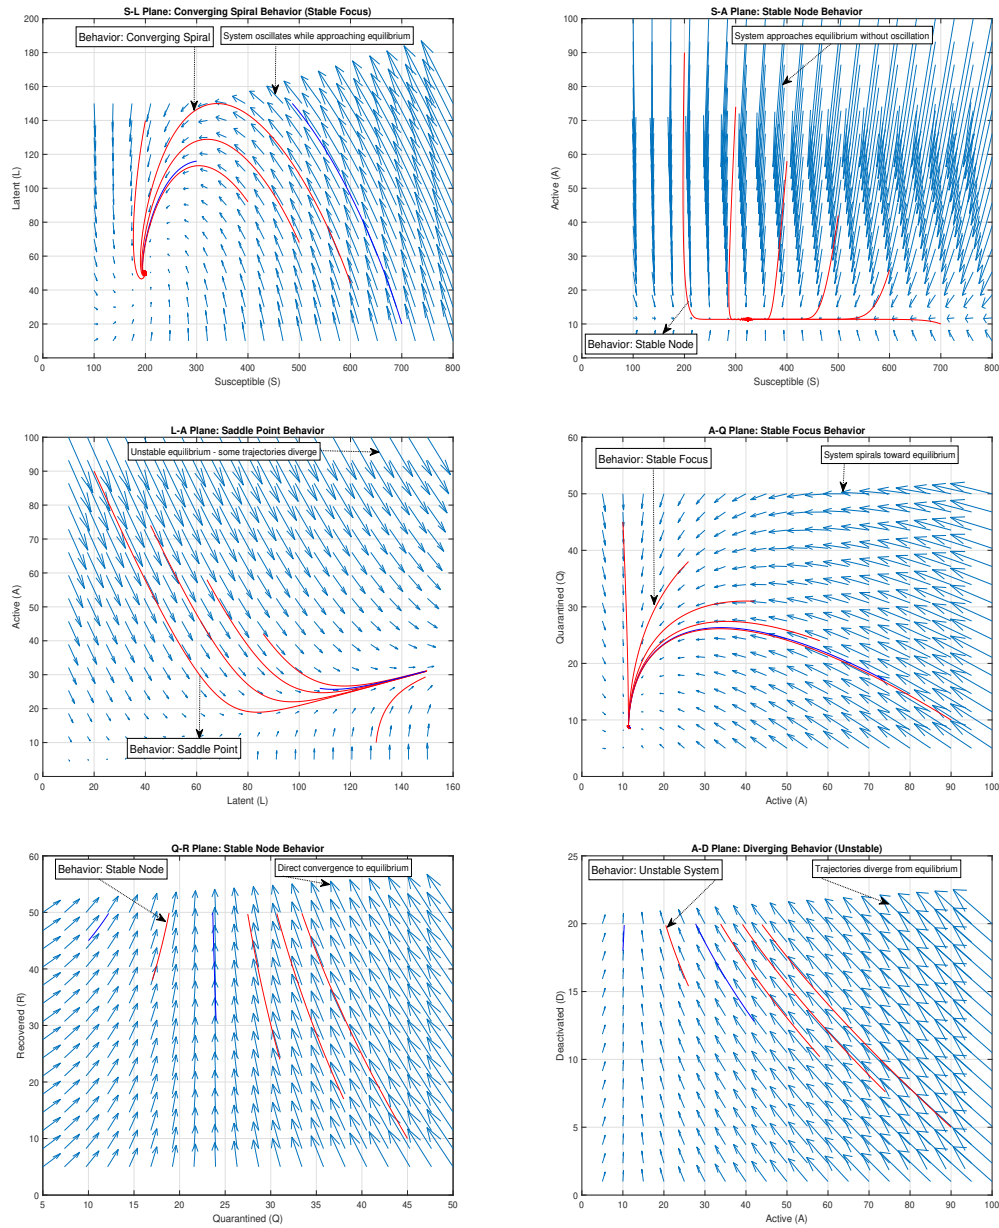 S-L Plane: Converging Spiral Behavior (Stable Focus)
200
180
160
140
120
100
80
60
40
20
0
Latent (L)
Behavior: Converging Spiral
System oscillates while approaching equilibrium
0 100 200 300 400 500 600 700 800
Susceptible (S)
S-A Plane: Stable Node Behavior
100
90
80
70
60
50
40
30
20
10
0
Active (A)
System approaches equilibrium without oscillation
Behavior: Stable Node
0 100 200 300 400 500 600 700 800
Susceptible (S)
L-A Plane: Saddle Point Behavior
100
90
80
70
60
50
40
30
20
10
0
Active (A)
Unstable equilibrium - some trajectories diverge
Behavior: Saddle Point
0 20 40 60 80 100 120 140 160
Latent (L)
A-Q Plane: Stable Focus Behavior
60
50
40
30
20
10
0
Quarantined (Q)
Behavior: Stable Focus
System spirals toward equilibrium
0 10 20 30 40 50 60 70 80 90 100
Active (A)
Q-R Plane: Stable Node Behavior
60
50
40
30
20
10
0
Recovered (R)
Behavior: Stable Node
Direct convergence to equilibrium
5 10 15 20 25 30 35 40 45 50
Quarantined (Q)
A-D Plane: Diverging Behavior (Unstable)
25
20
15
10
5
0
Deactivated (D)
Behavior: Unstable System
Trajectories diverge from equilibrium
0 10 20 30 40 50 60 70 80 90 100
Active (A)